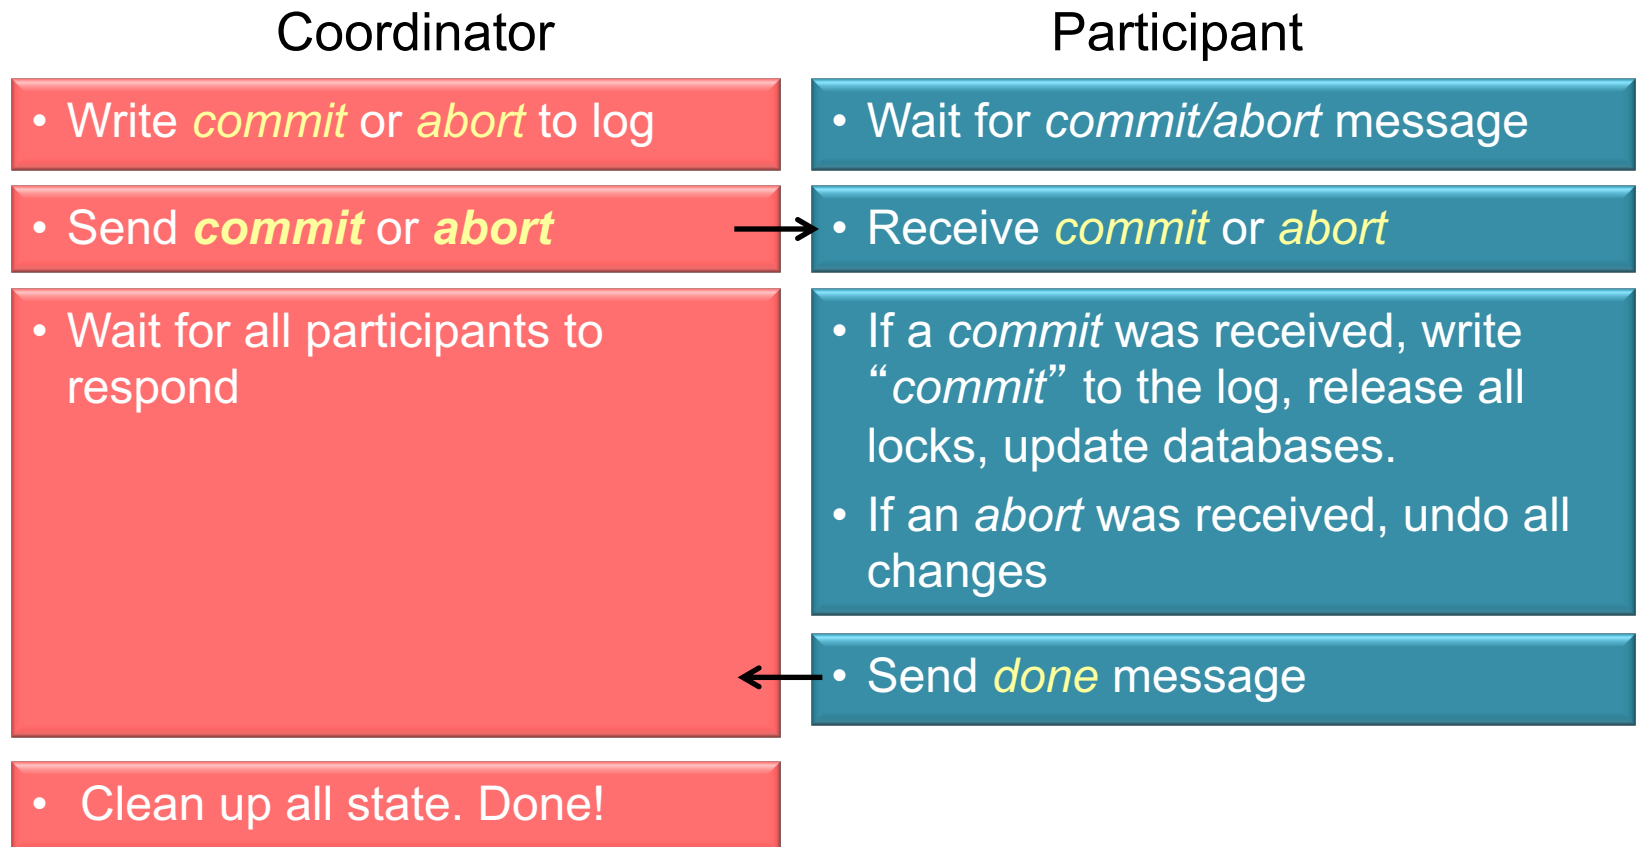 Coordinator
Participant
• Write commit or abort to log
• Wait for commit/abort message
• Send commit or abort
• Receive commit or abort
• Wait for all participants to
respond
• If a commit was received, write
“commit” to the log, release all
locks, update databases.
• If an abort was received, undo all
changes
• Send done message
• Clean up all state. Done!